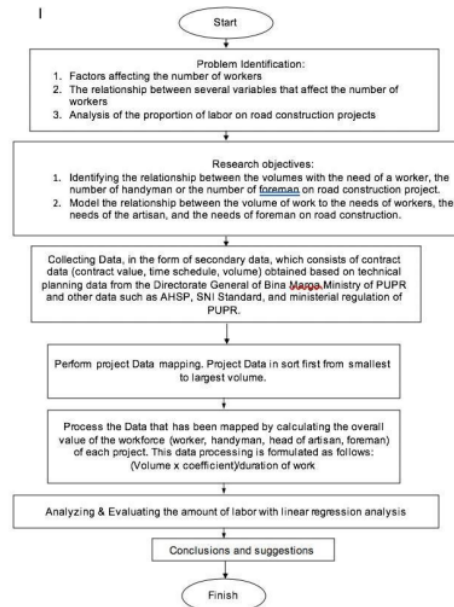 I
Start
Problem Identification:
1. Factors affecting the number of workers
2. The relationship between several variables that affect the number of
workers
3. Analysis of the proportion of labor on road construction projects
Research objectives:
1. Identifying the relationship between the volumes with the need of a worker, the
number of handyman or the number of foreman on road construction project.
2. Model the relationship between the volume of work to the needs of workers, the
needs of the artisan, and the needs of foreman on road construction.
Collecting Data, in the form of secondary data, which consists of contract
data (contract value, time schedule, volume) obtained based on technical
planning data from the Directorate General of Bina Marga Ministry of PUPR
and other data such as AHSP, SNI Standard, and ministerial regulation of
PUPR.
Perform project Data mapping. Project Data in sort first from smallest
to largest volume.
Process the Data that has been mapped by calculating the overall
value of the workforce (worker, handyman, head of artisan, foreman)
of each project. This data processing is formulated as follows:
(Volume x coefficient)/duration of work
Analyzing & Evaluating the amount of labor with linear regression analysis
Conclusions and suggestions
Finish